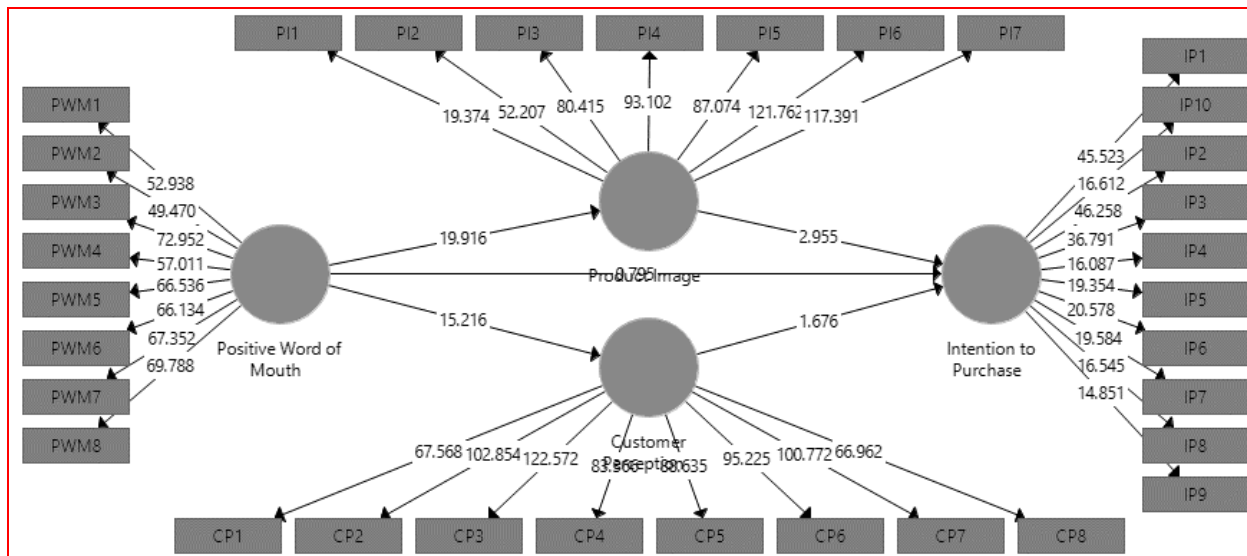 PI1
PI2
PI3
PI4
PI5
PI6
PI7
19.374
52.207
80.415
93.102
87.074
121.762
117.391
PWM1
PWM2
PWM3
PWM4
PWM5
PWM6
PWM7
PWM8
52.938
49.470
72.952
57.011
66.536
66.134
67.352
69.788
Positive Word of
Mouth
19.916
15.216
Product Image
2.955
1.676
Intention to
Purchase
IP1
IP10
IP2
IP3
IP4
IP5
IP6
IP7
IP8
IP9
45.523
16.612
46.258
36.791
16.087
19.354
20.578
19.584
16.545
14.851
Customer
Perception
67.568
102.854
122.572
95.225
100.772
66.962
CP1
CP2
CP3
CP4
CP5
CP6
CP7
CP8